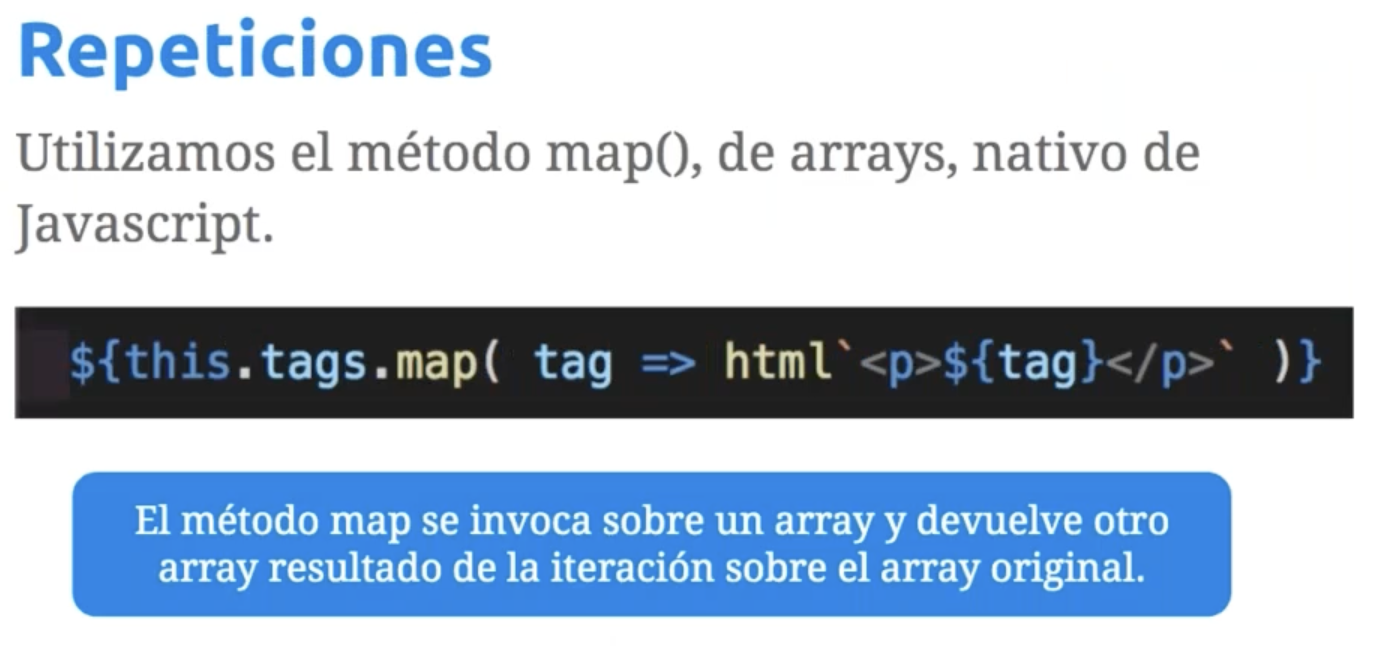 Repeticiones
Utilizamos el método map(), de arrays, nativo de
Javascript.
${this.tags.map( tag => html`<p>${tag}</p>` )}
El método map se invoca sobre un array y devuelve otro
array resultado de la iteración sobre el array original.